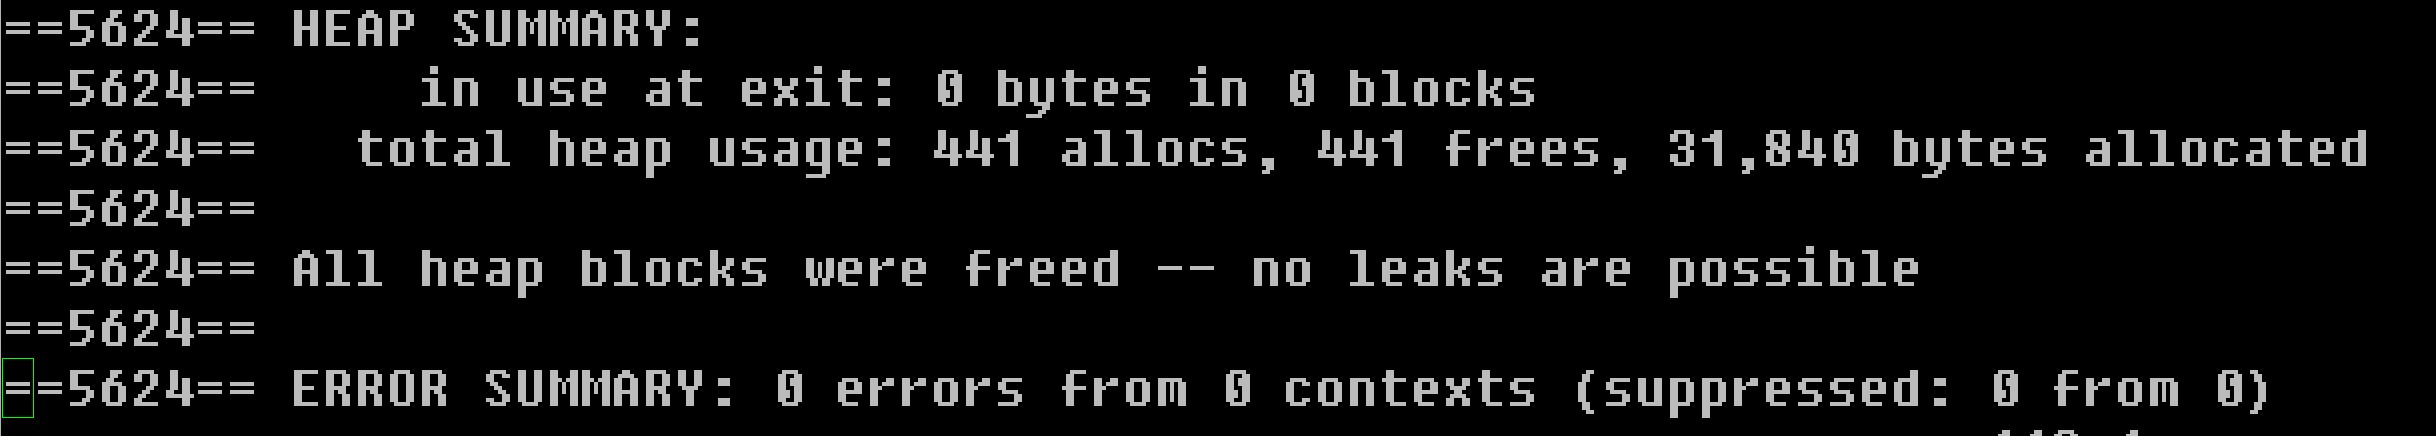 ==5624== HEAP SUMMARY:
==5624==     in use at exit: 0 bytes in 0 blocks
==5624==   total heap usage: 441 allocs, 441 frees, 31,840 bytes allocated
==5624==
==5624== All heap blocks were freed -- no leaks are possible
==5624==
==5624== ERROR SUMMARY: 0 errors from 0 contexts (suppressed: 0 from 0)